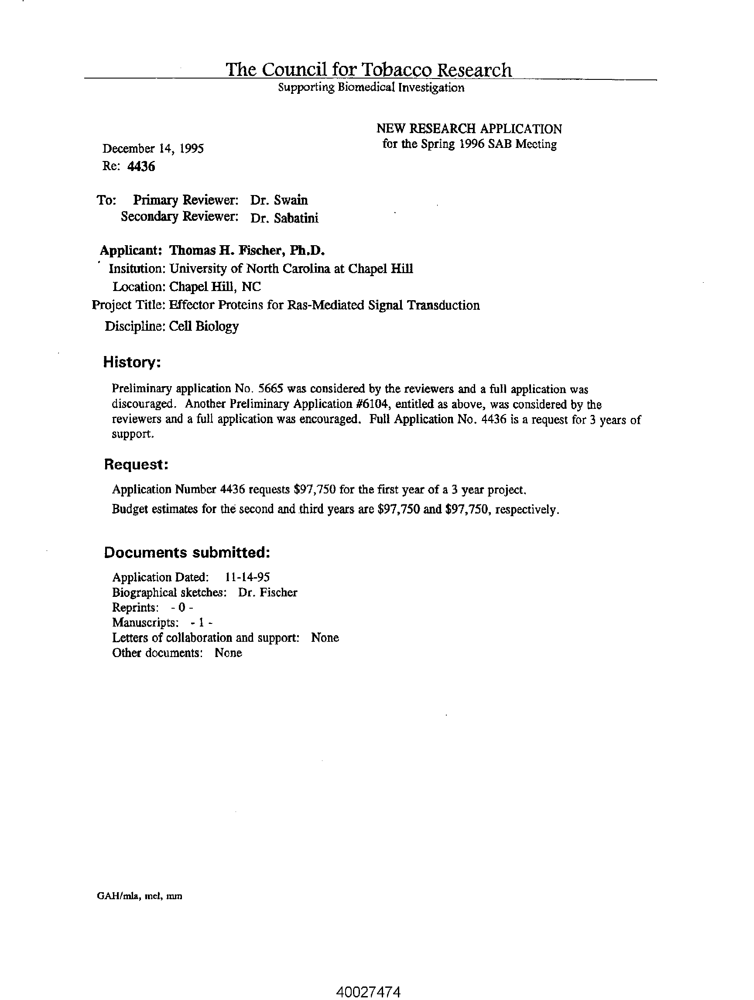 The Council for Tobacco Research
Supporting Biomedical Investigation
NEW RESEARCH APPLICATION
for the Spring 1996 SAB Meeting
December 14, 1995
Re: 4436
To: Primary Reviewer: Dr. Swain
Secondary Reviewer: Dr. Sabatini
Applicant: Thomas H. Fischer, Ph.D.
Insitution: University of North Carolina at Chapel Hill
Location: Chapel Hill, NC
Project Title: Effector Proteins for Ras-Mediated Signal Transduction
Discipline: Cell Biology
History:
Preliminary application No. 5665 was considered by the reviewers and a full application was
discouraged. Another Preliminary Application #6104, entitled as above, was considered by the
reviewers and a full application was encouraged. Full Application No. 4436 is a request for 3 years of
support.
Request:
Application Number 4436 requests $97,750 for the first year of a 3 year project.
Budget estimates for the second and third years are $97,750 and $97,750, respectively.
Documents submitted:
Application Dated: 11-14-95
Biographical sketches: Dr. Fischer
Reprints: - 0 -
Manuscripts: - 1 -
Letters of collaboration and support: None
Other documents: None
GAH/mla, mel, mm
40027474